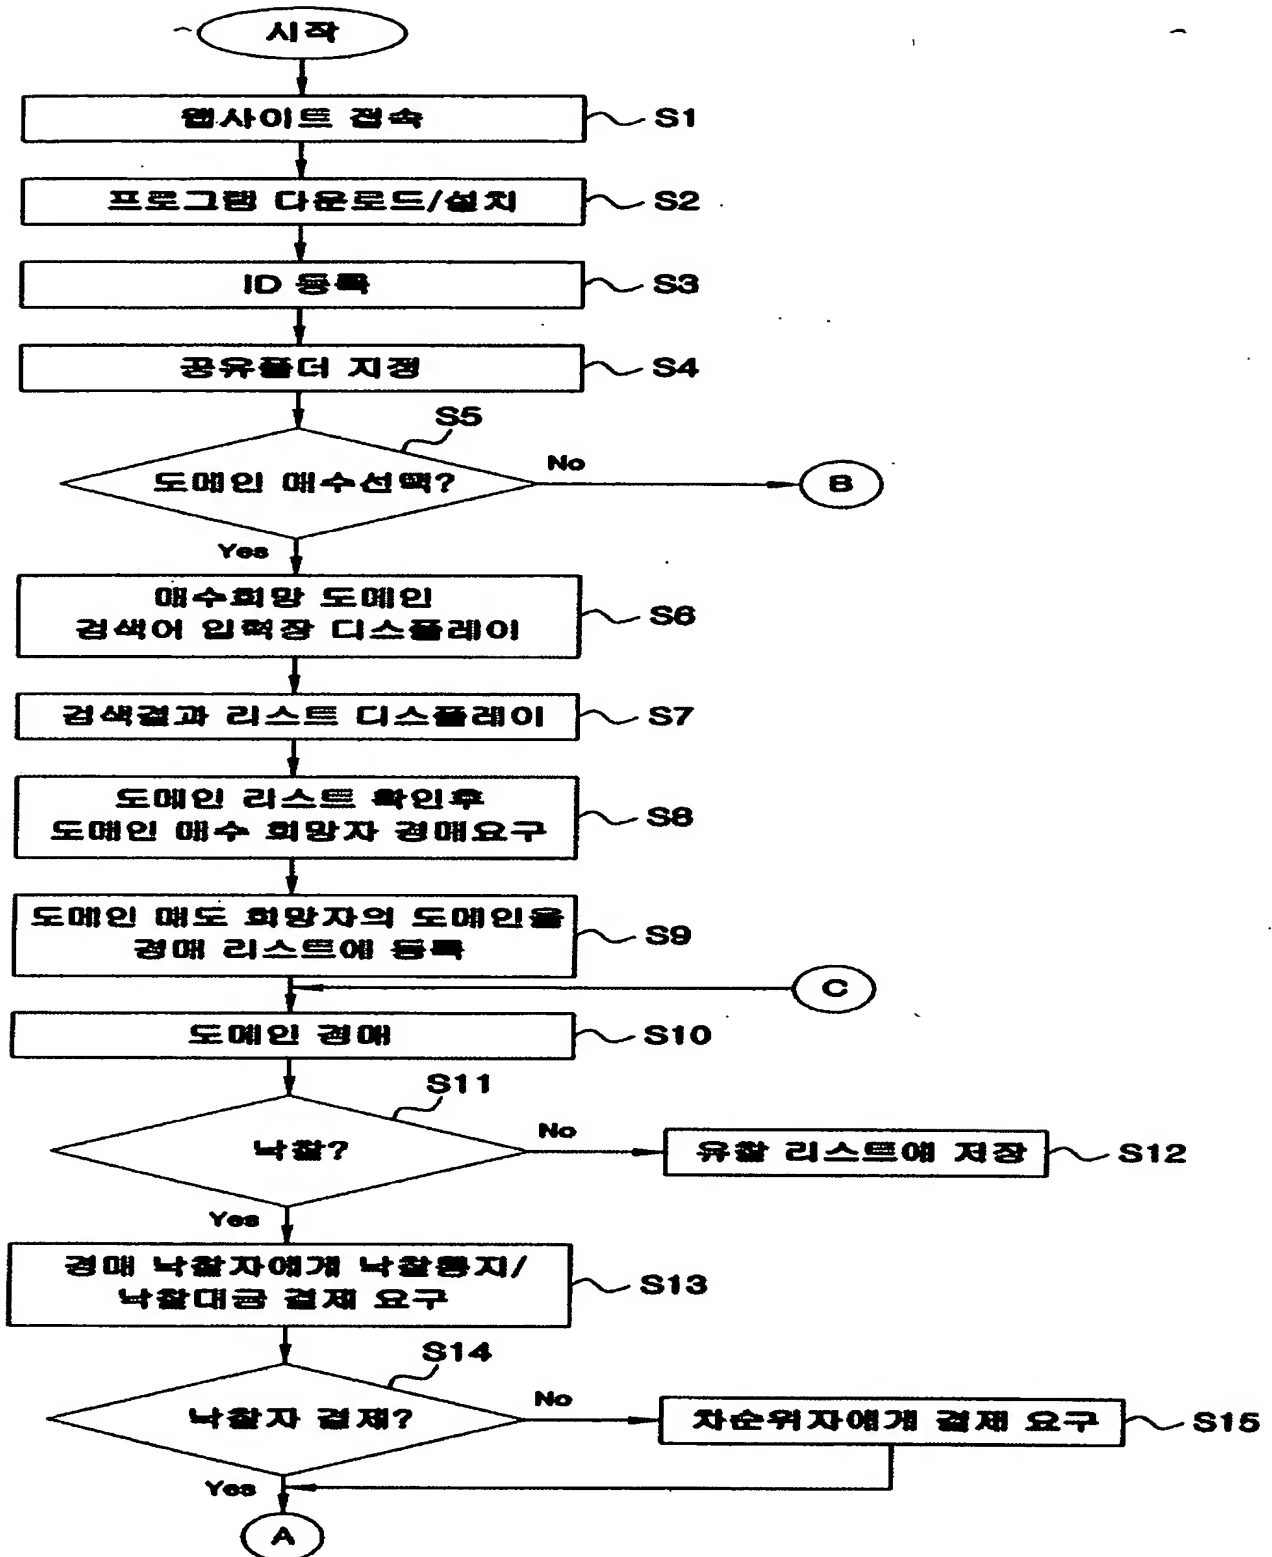 시작
웹사이트 접속
S1
프로그램 다운로드/설치
S2
ID 등록
S3
공유폴더 지정
S4
S5
도메인 매수선택?
No
B
Yes
매수희망 도메인
검색어 입력창 디스플레이
S6
검색결과 리스트 디스플레이
S7
도메인 리스트 확인후
도메인 매수 희망자 경매요구
S8
도메인 매도 희망자의 도메인을
경매 리스트에 등록
S9
C
도메인 경매
S10
S11
낙찰?
No
유찰 리스트에 저장
S12
Yes
경매 낙찰자에게 낙찰통지/
낙찰대금 결제 요구
S13
S14
낙찰자 결제?
No
차순위자에게 결제 요구
S15
Yes
A